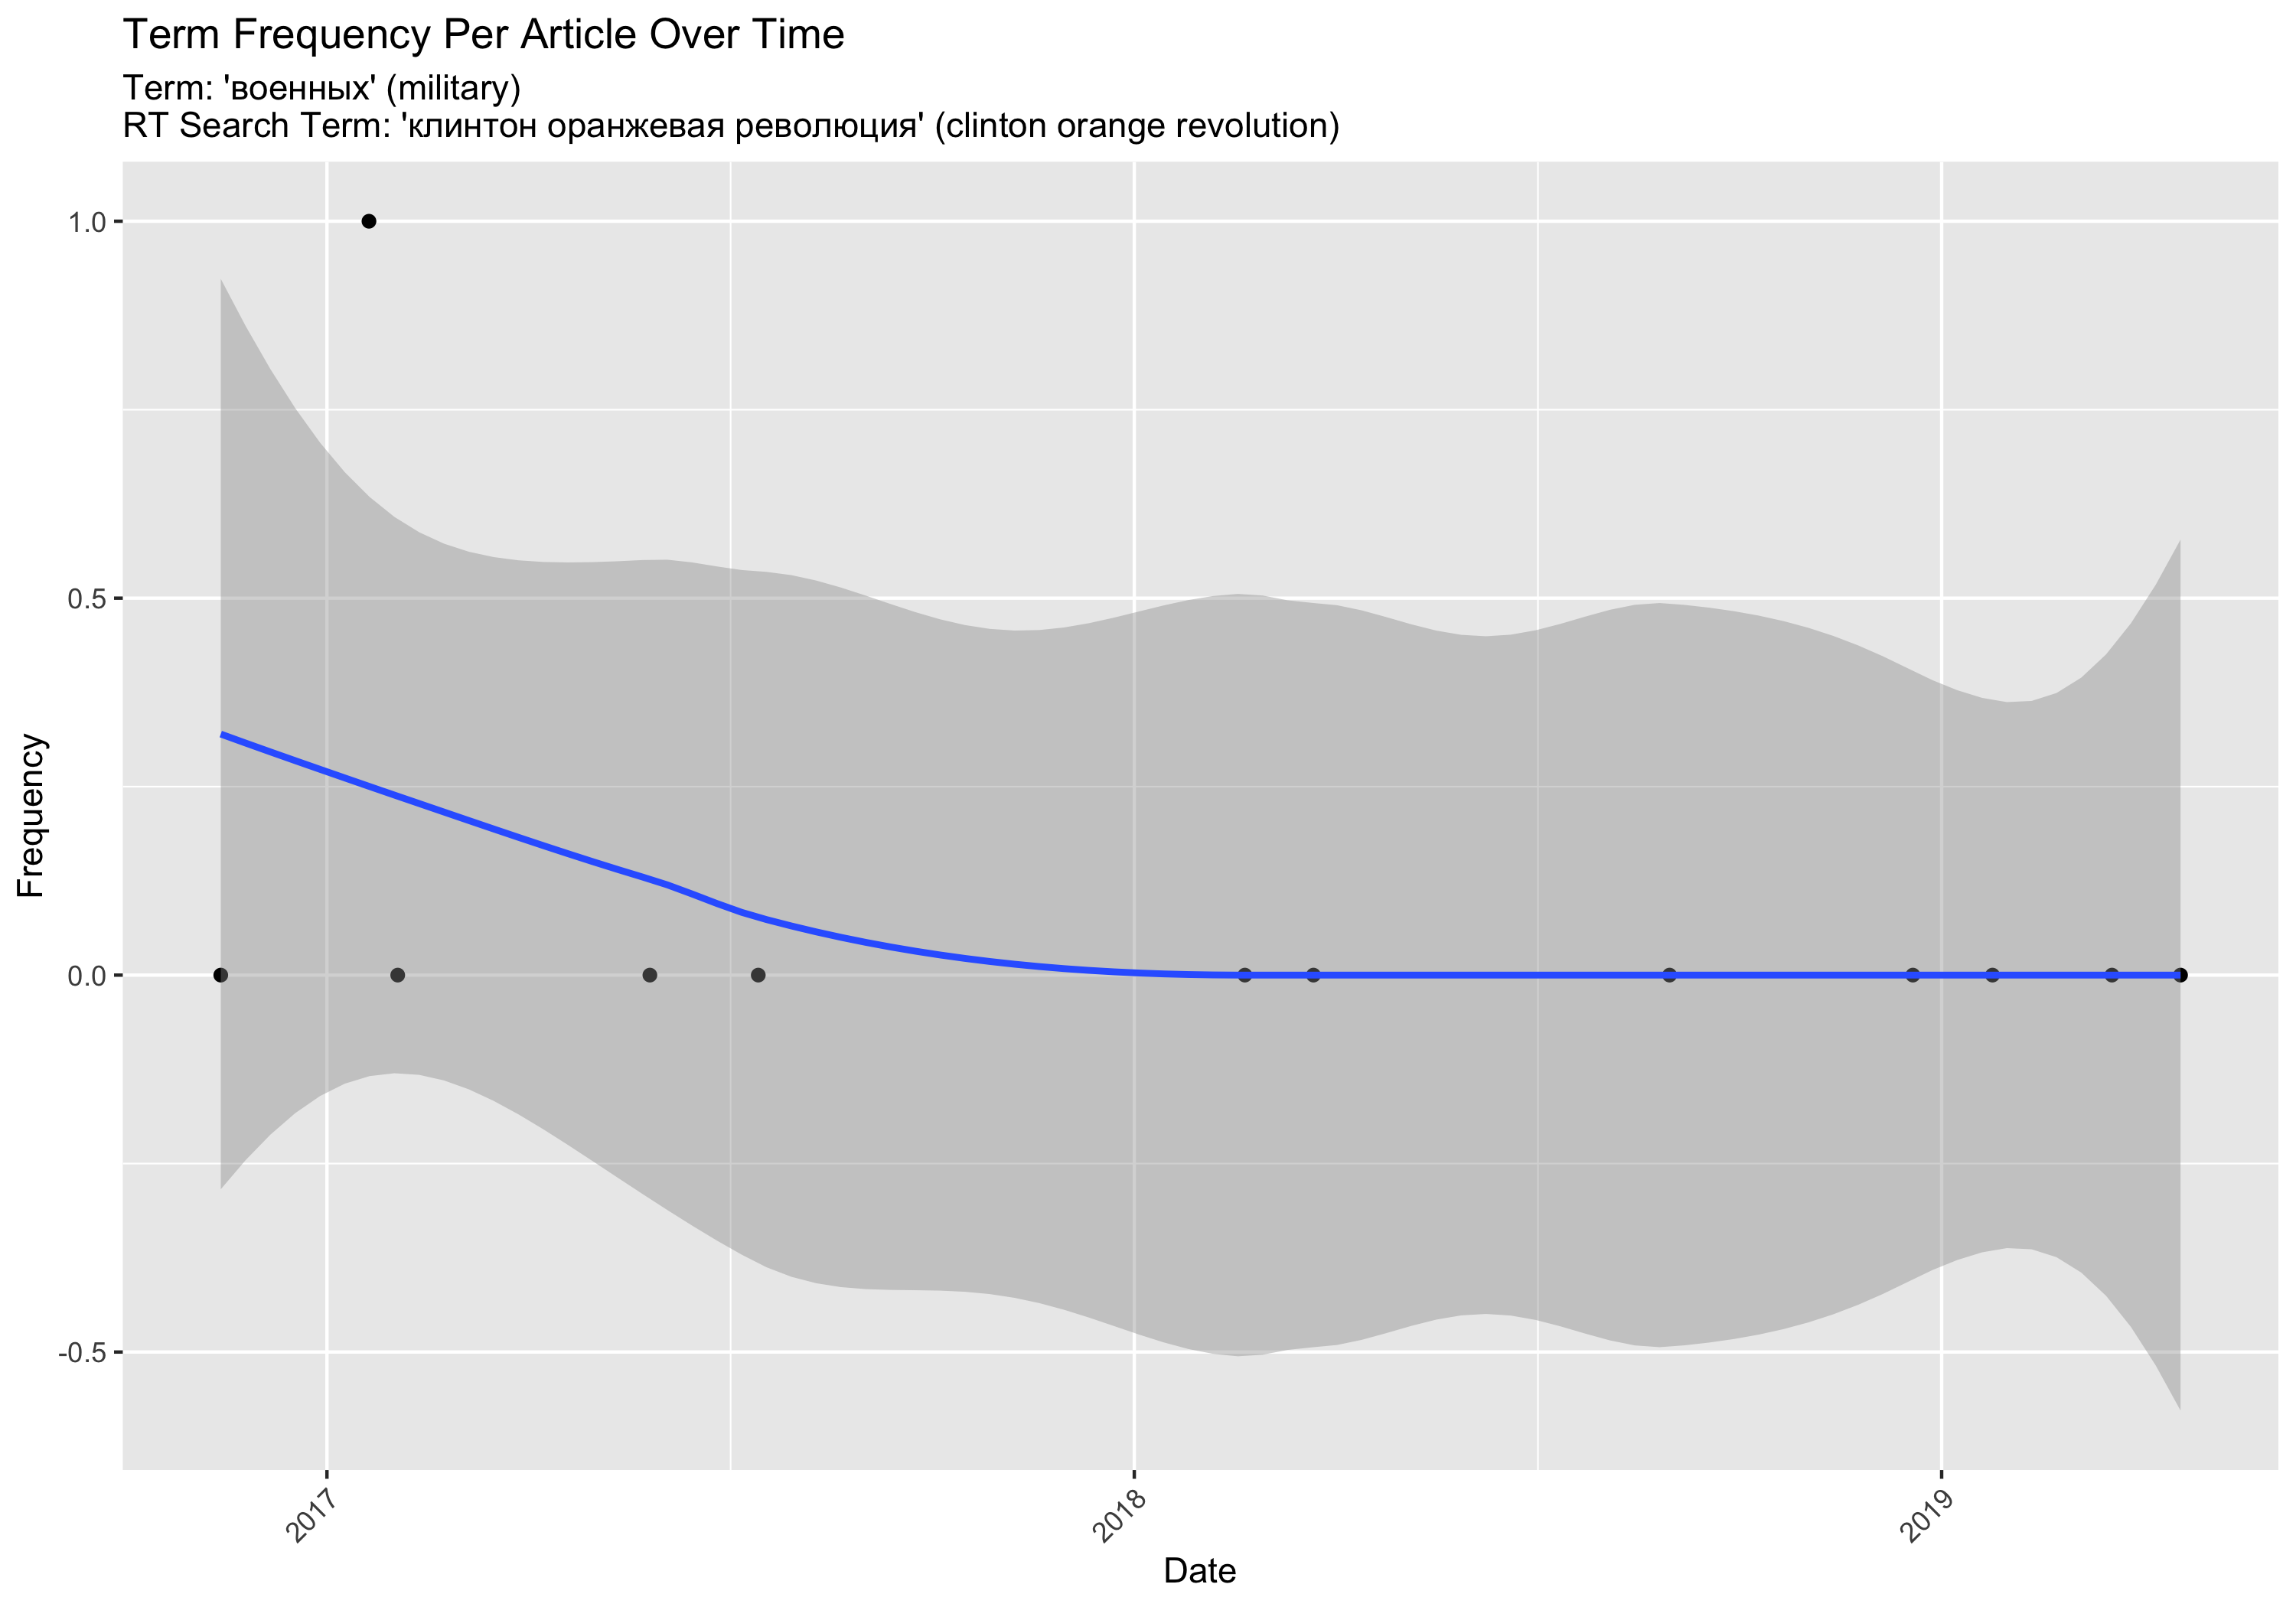 Term Frequency Per Article Over Time
Term: 'военных' (military)
RT Search Term: 'клинтон оранжевая революция' (clinton orange revolution)
1.0
0.5
0.0
-0.5
Frequency
2017
2018
2019
Date